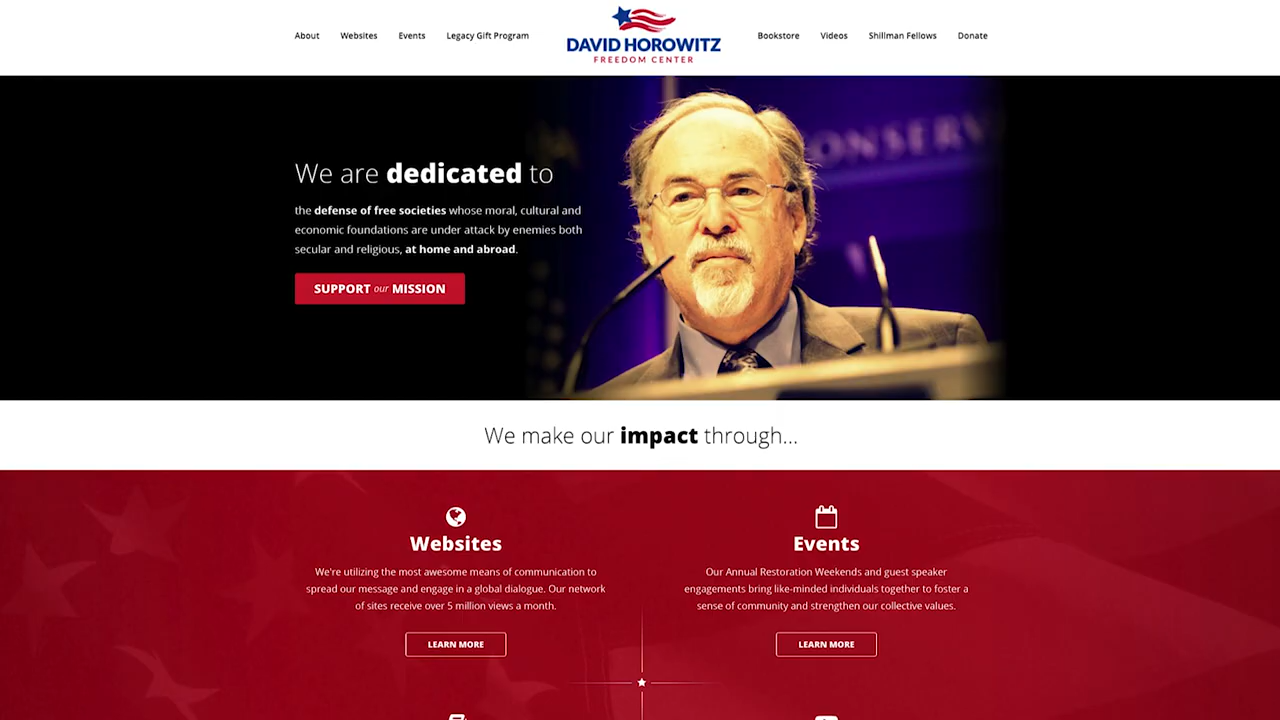 About
Websites
Events
Legacy Gift Program
DAVID HOROWITZ
FREEDOM CENTER
Bookstore
Videos
Shillman Fellows
Donate
ONSERV
We are dedicated to
the defense of free societies whose moral, cultural and
economic foundations are under attack by enemies both
secular and religious, at home and abroad.
SUPPORT our MISSION
We make our impact through...
Websites
We're utilizing the most awesome means of communication to
spread our message and engage in a global dialogue. Our network
of sites receive over 5 million views a month.
LEARN MORE
Events
Our Annual Restoration Weekends and guest speaker
engagements bring like-minded individuals together to foster a
sense of community and strengthen our collective values.
LEARN MORE